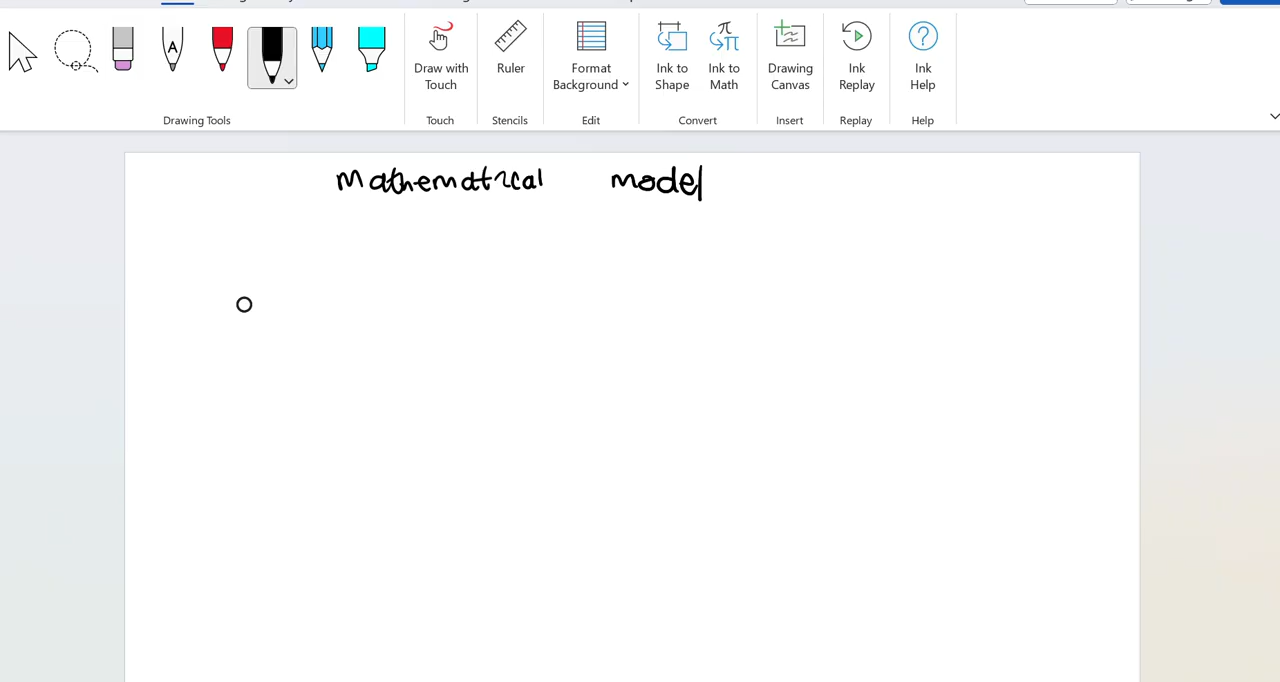 Draw with Touch
Ruler
Format Background
Ink to Shape
Ink to Math
Drawing Canvas
Ink Replay
Ink Help
Drawing Tools
Touch
Stencils
Edit
Convert
Insert
Replay
Help
Mathematical model